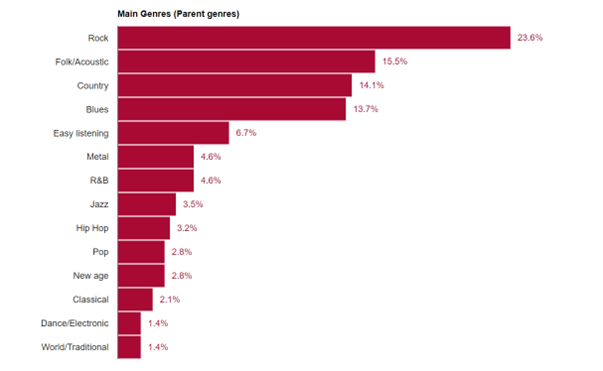 Main Genres (Parent genres)
Rock 23.6%
Folk/Acoustic 15.5%
Country 14.1%
Blues 13.7%
Easy listening 6.7%
Metal 4.6%
R&B 4.6%
Jazz 3.5%
Hip Hop 3.2%
Pop 2.8%
New age 2.8%
Classical 2.1%
Dance/Electronic 1.4%
World/Traditional 1.4%